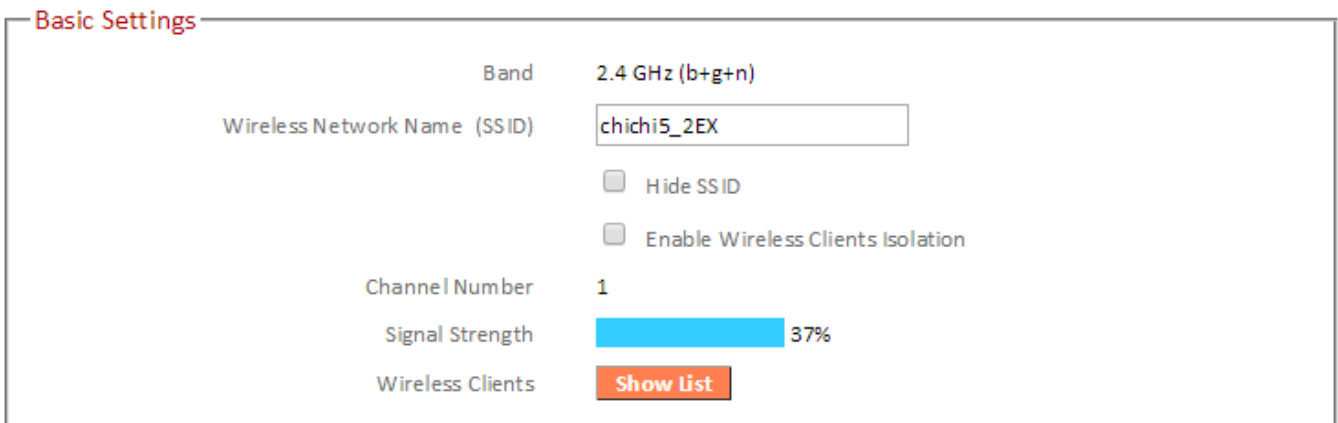 Basic Settings
Band 2.4 GHz (b+g+n)
Wireless Network Name (SSID) chichi5_2EX
Hide SSID
Enable Wireless Clients Isolation
Channel Number 1
Signal Strength 37%
Wireless Clients Show List